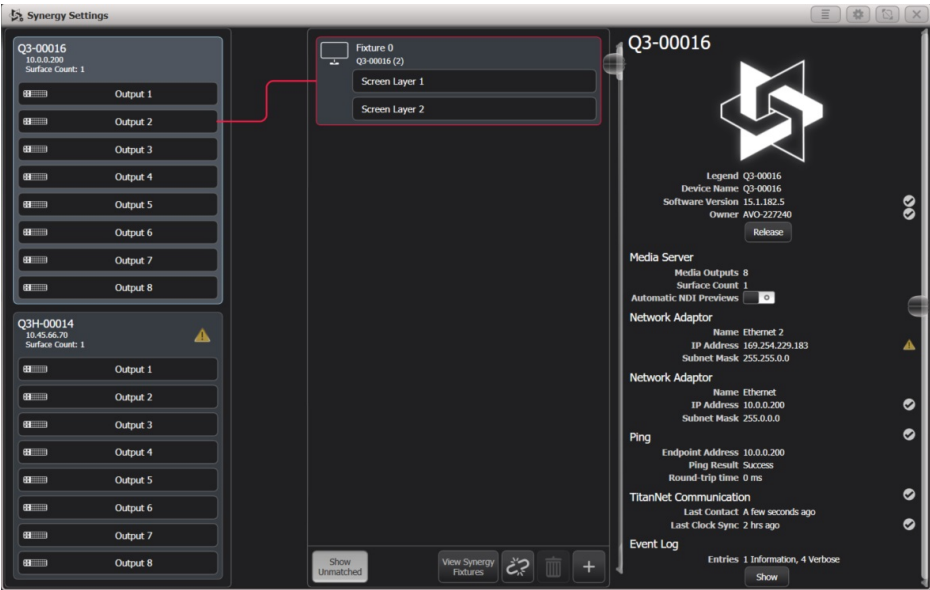 Synergy Settings
Q3-00016
10.0.0.200
Surface Count: 1
Output 1
Output 2
Output 3
Output 4
Output 5
Output 6
Output 7
Output 8
Q3H-00014
10.45.66.70
Surface Count: 1
Output 1
Output 2
Output 3
Output 4
Output 5
Output 6
Output 7
Output 8
Fixture 0
Q3-00016 (2)
Screen Layer 1
Screen Layer 2
Show
Unmatched
View Synergy
Fixtures
+
Q3-00016
Legend Q3-00016
Device Name Q3-00016
Software Version 15.1.182.5
Owner AVO-227240
Release
Media Server
Media Outputs 8
Surface Count 1
Automatic NDI Previews
Network Adaptor
Name Ethernet 2
IP Address 169.254.229.183
Subnet Mask 255.255.0.0
Network Adaptor
Name Ethernet
IP Address 10.0.0.200
Subnet Mask 255.0.0.0
Ping
Endpoint Address 10.0.0.200
Ping Result Success
Round-trip time 0 ms
TitanNet Communication
Last Contact A few seconds ago
Last Clock Sync 2 hrs ago
Event Log
Entries 1 Information, 4 Verbose
Show